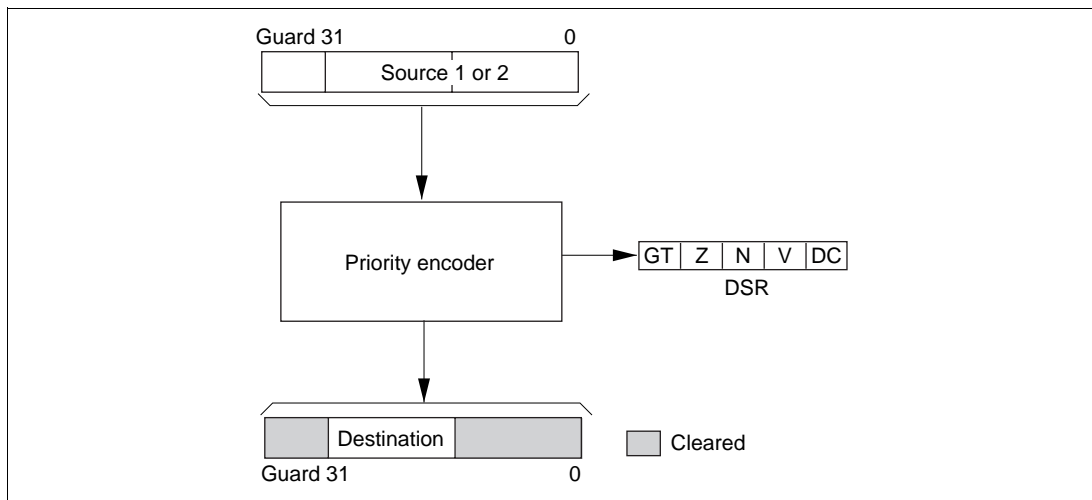 Guard 31 0
Source 1 or 2
Priority encoder
GT Z N V DC
DSR
Destination
Cleared
Guard 31 0